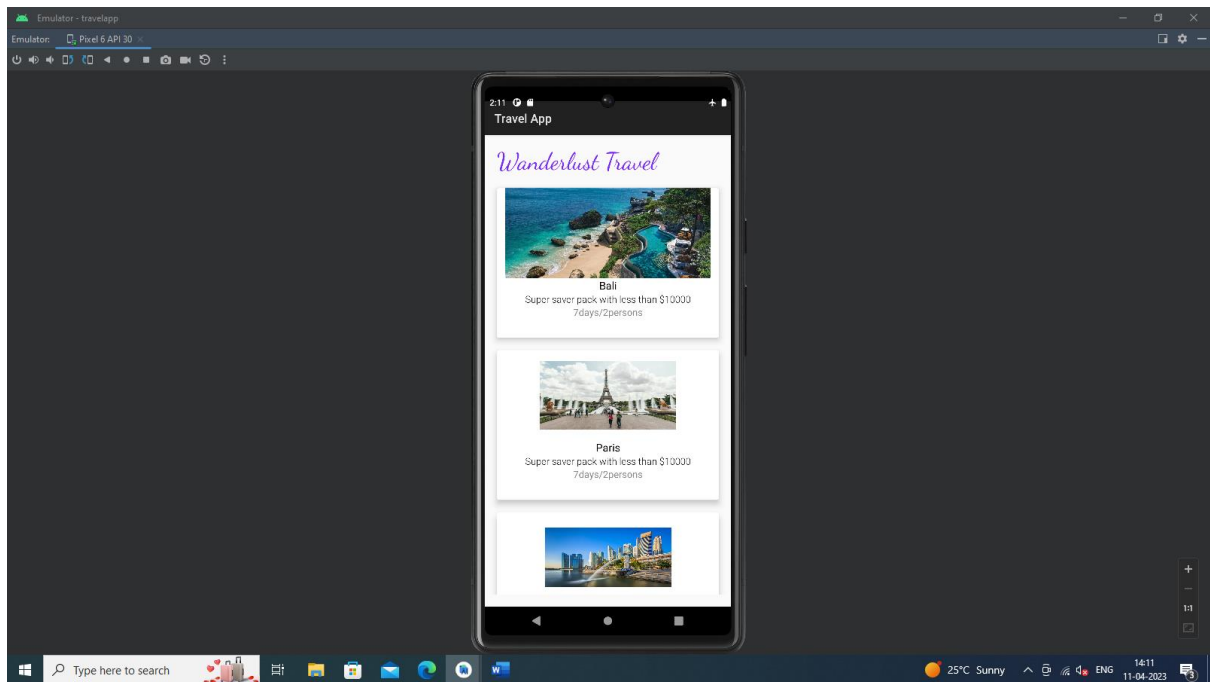 Emulator - travelapp
Emulator: Pixel 6 API 30
2:11
Travel App
Wanderlust Travel
Bali
Super saver pack with less than $10000
7days/2persons
Paris
Super saver pack with less than $10000
7days/2persons
1:1
Type here to search
25°C Sunny
ENG
14:11
11-04-2023
3